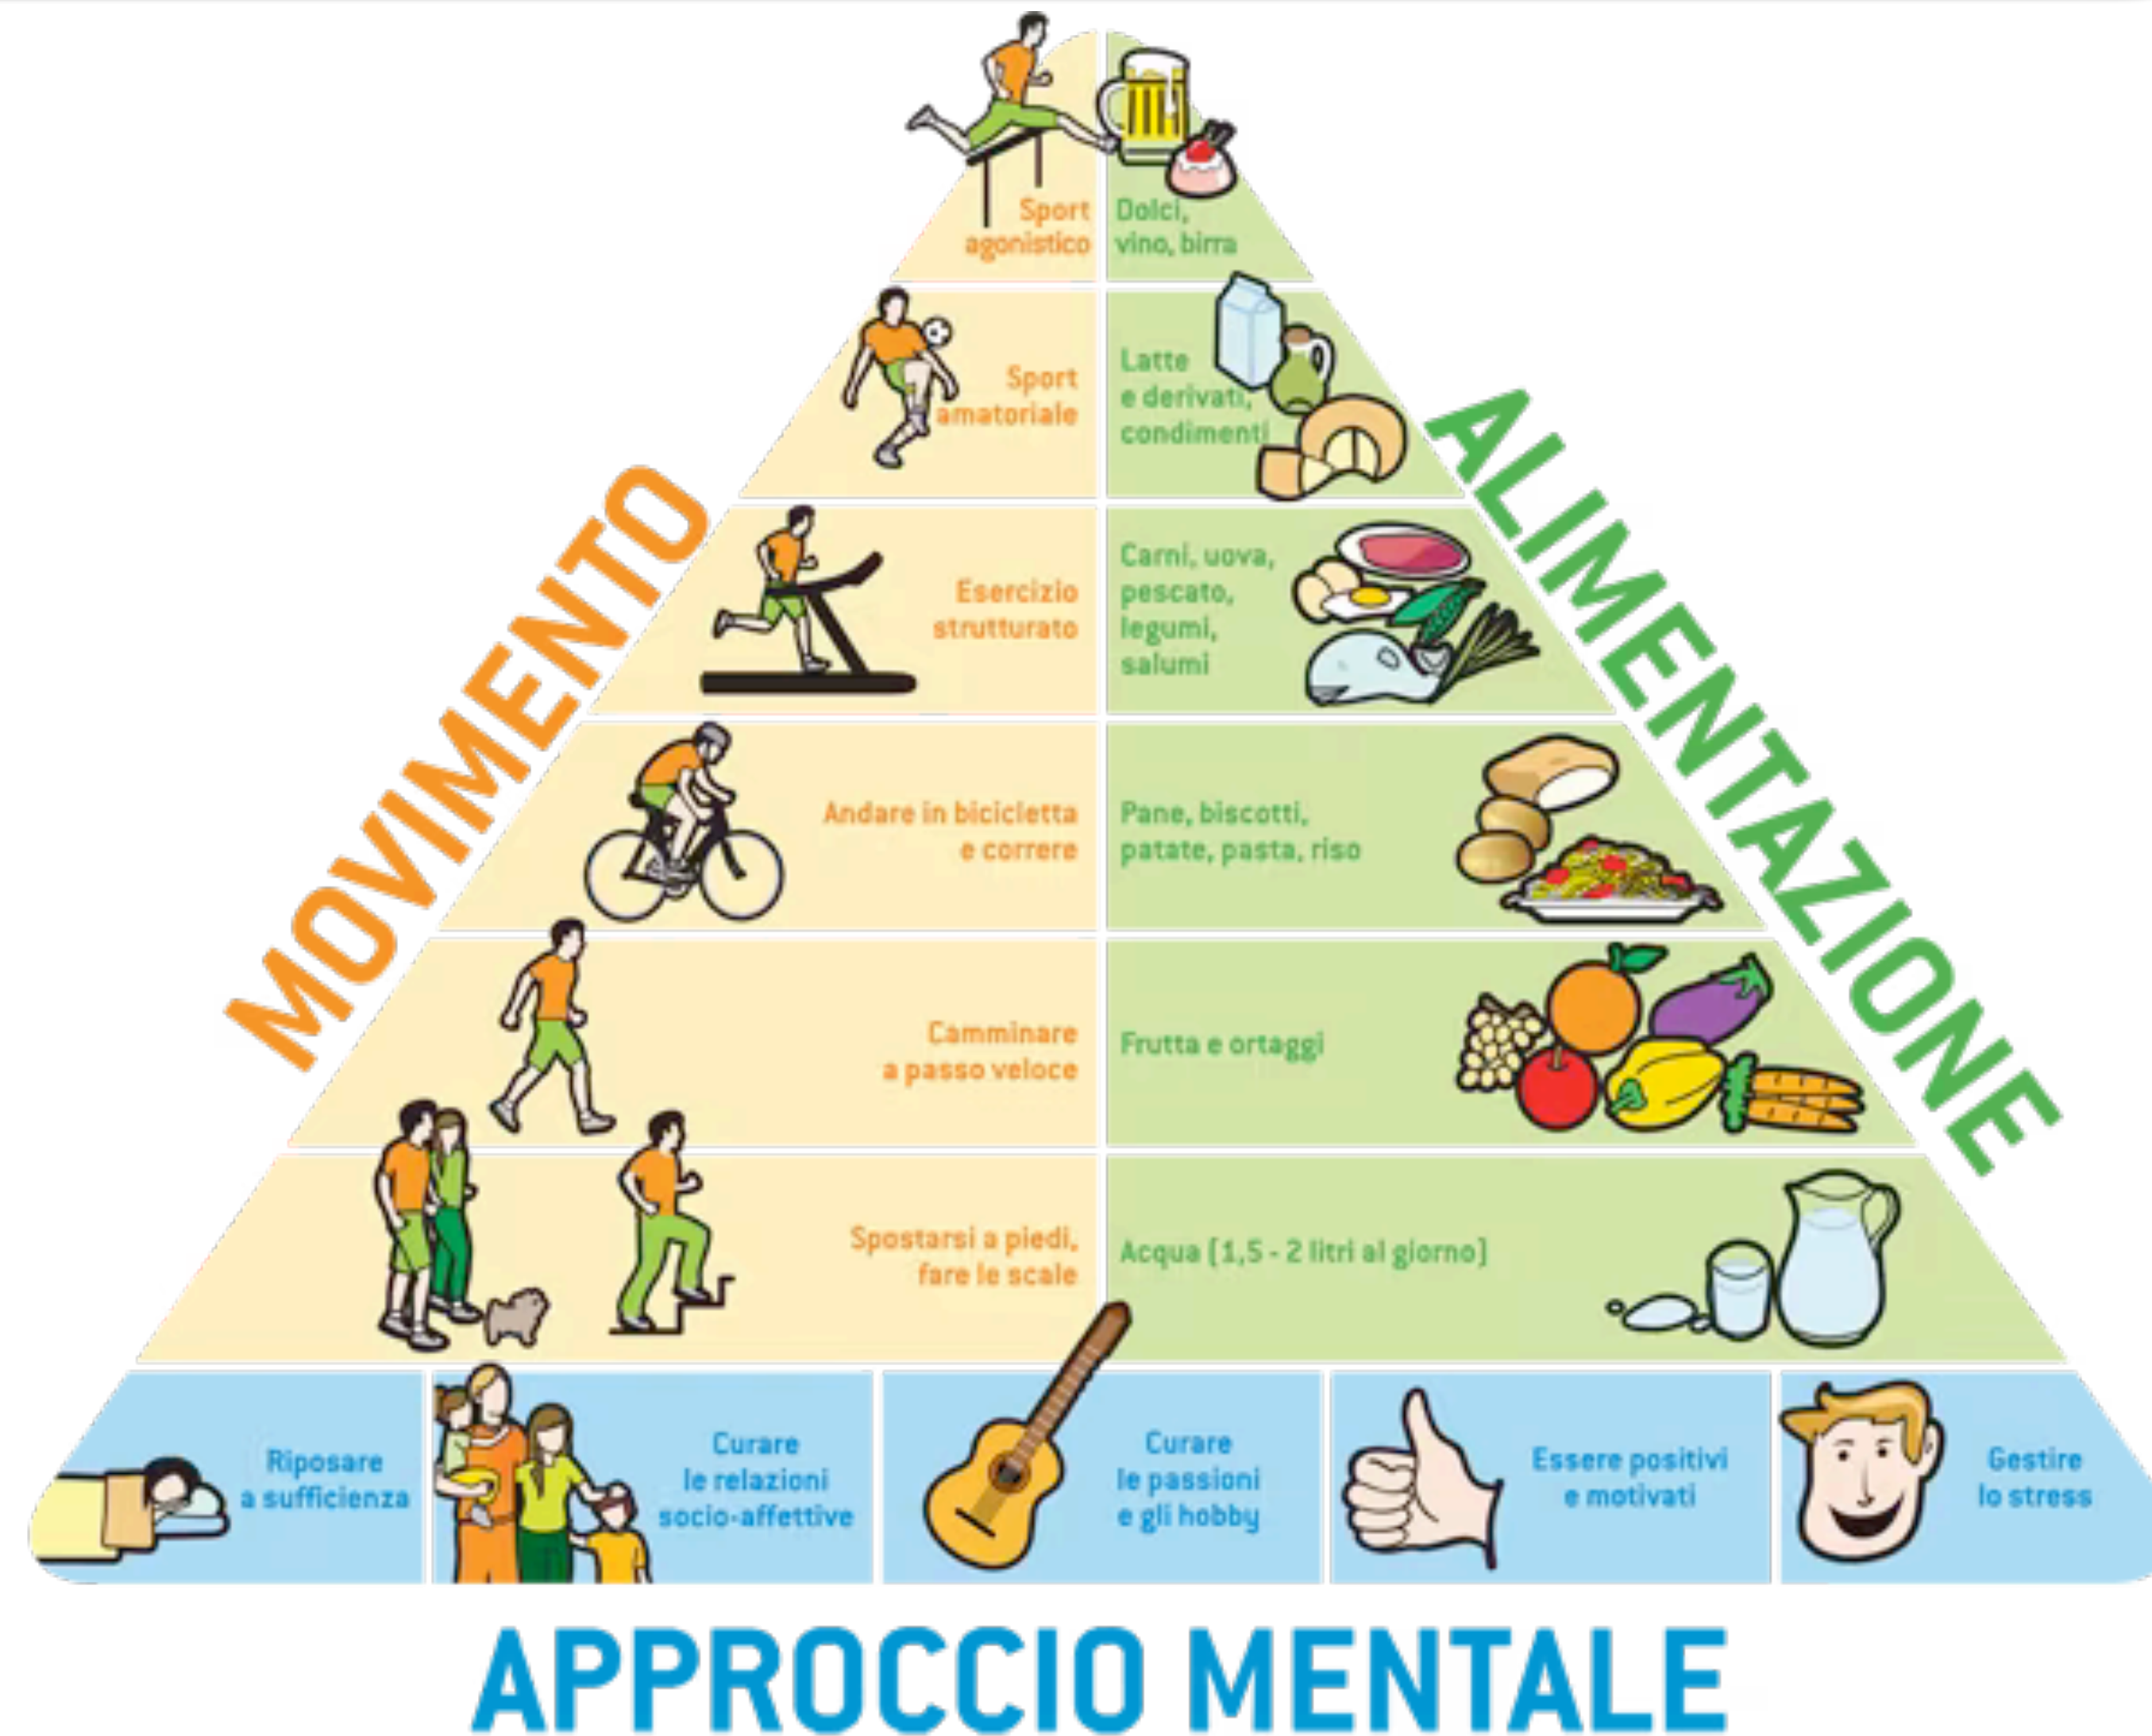 Sport
agonistico
Dolci,
vino, birra
Sport
amatoriale
Latte
e derivati,
condimenti
MOVIMENTO
ALIMENTAZIONE
Esercizio
strutturato
Carni, uova,
pescato,
legumi,
salumi
Andare in bicicletta
e correre
Pane, biscotti,
patate, pasta, riso
Camminare
a passo veloce
Frutta e ortaggi
Spostarsi a piedi,
fare le scale
Acqua [1,5 - 2 litri al giorno]
Riposare
a sufficienza
Curare
le relazioni
socio-affettive
Curare
le passioni
e gli hobby
Essere positivi
e motivati
Gestire
lo stress
APPROCCIO MENTALE